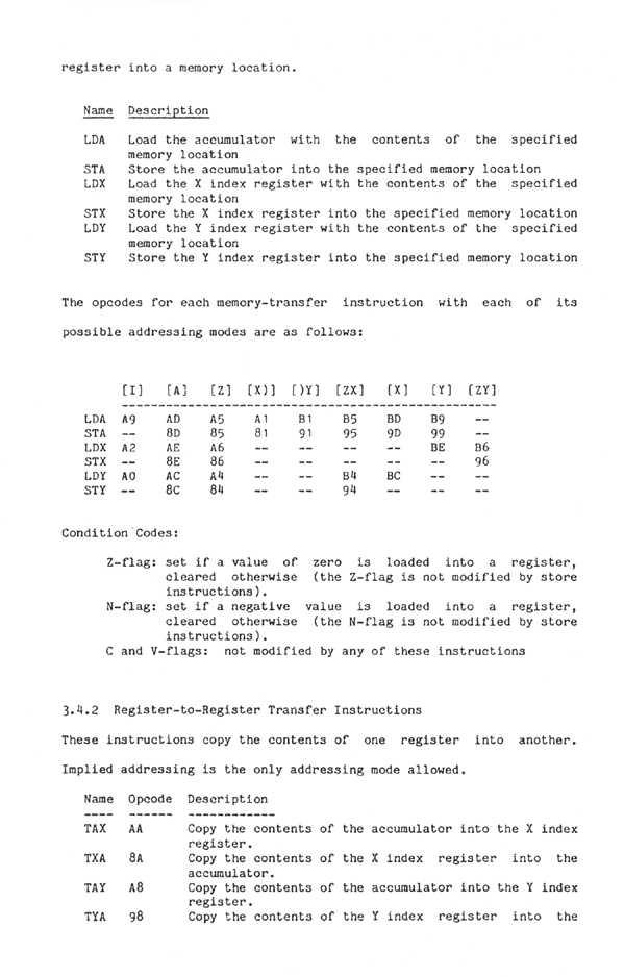 register into a memory location.
Name Description
LDA Load the accumulator with the contents of the specified
memory location
STA Store the accumulator into the specified memory location
LDX Load the X index register with the contents of the specified
memory location
STX Store the X index register into the specified memory location
LDY Load the Y index register with the contents of the specified
memory location
STY Store the Y index register into the specified memory location
The opcodes for each memory-transfer instruction with each of its
possible addressing modes are as follows:
[I] [A] [Z] [X)] [)Y] [ZX] [X] [Y] [ZY]
------------------------------------------------------
LDA A9 AD A5 A1 B1 B5 BD B9 --
STA -- 8D 85 81 91 95 9D 99 --
LDX A2 AE A6 -- -- -- -- BE B6
STX -- 8E 86 -- -- -- -- -- 96
LDY A0 AC A4 -- -- B4 BC -- --
STY -- 8C 84 -- -- 94 -- -- --
Condition Codes:
Z-flag: set if a value of zero is loaded into a register,
cleared otherwise (the Z-flag is not modified by store
instructions).
N-flag: set if a negative value is loaded into a register,
cleared otherwise (the N-flag is not modified by store
instructions).
C and V-flags: not modified by any of these instructions
3.4.2 Register-to-Register Transfer Instructions
These instructions copy the contents of one register into another.
Implied addressing is the only addressing mode allowed.
Name Opcode Description
---- ------ ------------
TAX AA Copy the contents of the accumulator into the X index
register.
TXA 8A Copy the contents of the X index register into the
accumulator.
TAY A8 Copy the contents of the accumulator into the Y index
register.
TYA 98 Copy the contents of the Y index register into the